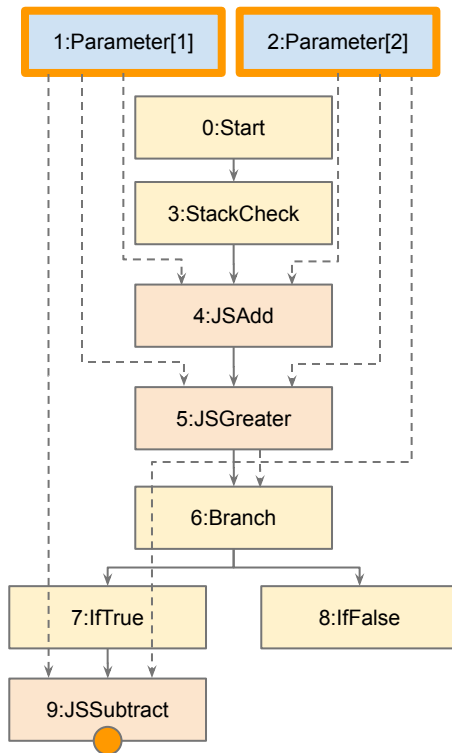 1:Parameter[1]
2:Parameter[2]
0:Start
3:StackCheck
4:JSAdd
5:JSGreater
6:Branch
7:IfTrue
8:IfFalse
9:JSSubtract